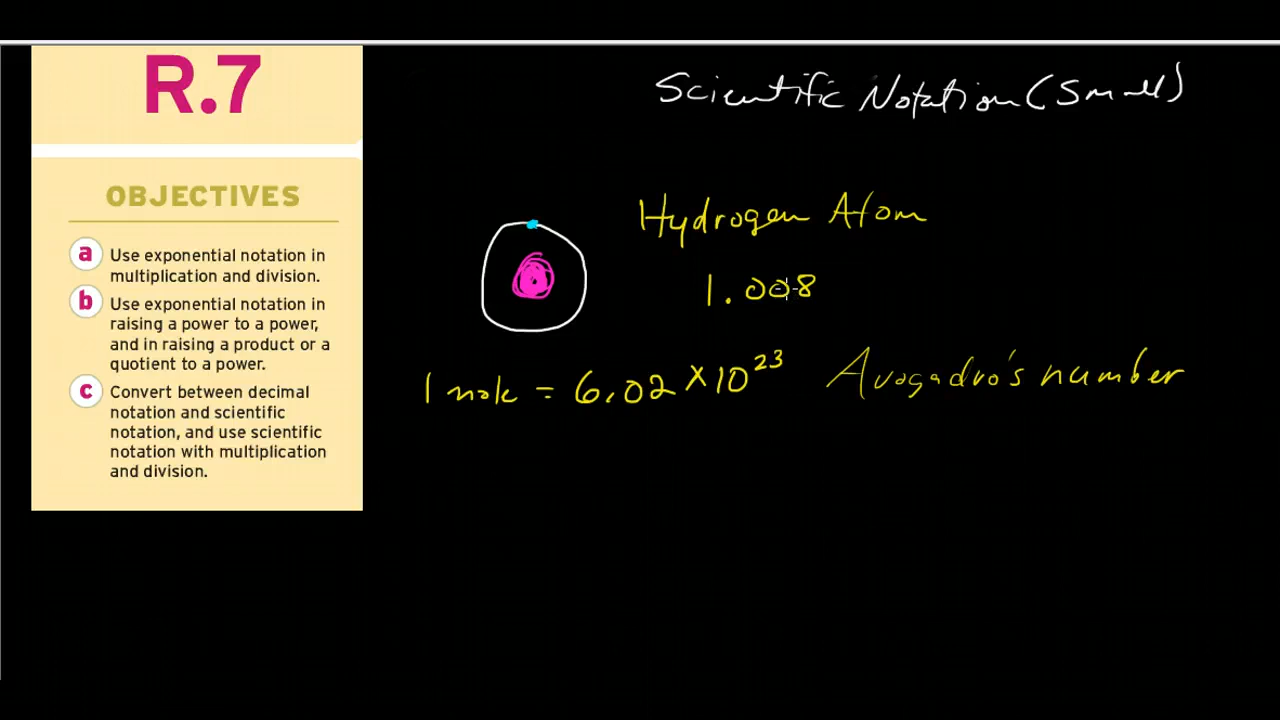 R.7
OBJECTIVES
a Use exponential notation in
multiplication and division.
b Use exponential notation in
raising a power to a power,
and in raising a product or a
quotient to a power.
c Convert between decimal
notation and scientific
notation, and use scientific
notation with multiplication
and division.
Scientific Notation (Small)
Hydrogen Atom
1.008
1 mole = 6.02 × 10²³ Avogadro's number